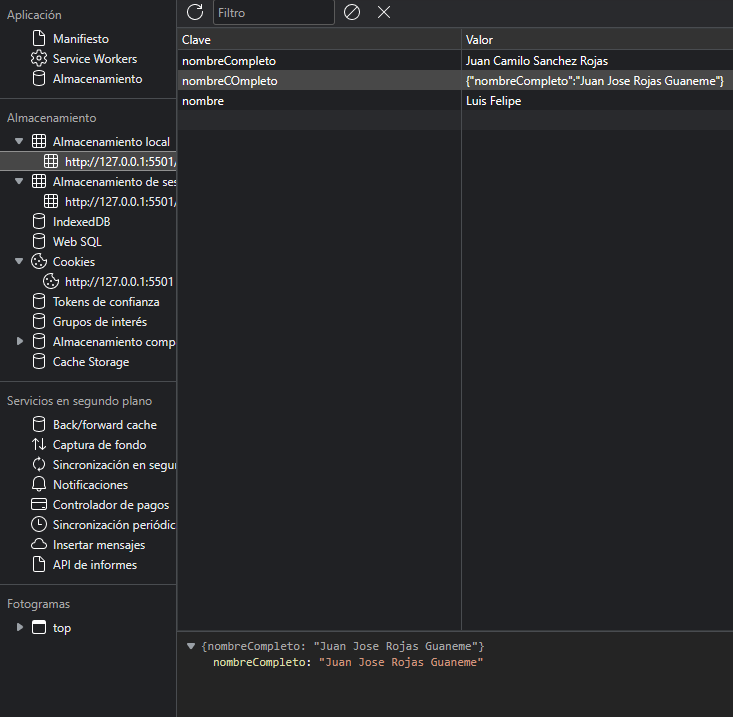 Aplicación
Manifiesto
Service Workers
Almacenamiento
Almacenamiento
Almacenamiento local
http://127.0.0.1:5501/
Almacenamiento de ses
http://127.0.0.1:5501/
IndexedDB
Web SQL
Cookies
http://127.0.0.1:5501
Tokens de confianza
Grupos de interés
Almacenamiento comp
Cache Storage
Servicios en segundo plano
Back/forward cache
Captura de fondo
Sincronización en segu
Notificaciones
Controlador de pagos
Sincronización periódic
Insertar mensajes
API de informes
Fotogramas
top
Filtro
Clave Valor
nombreCompleto Juan Camilo Sanchez Rojas
nombreCOmpleto {"nombreCompleto":"Juan Jose Rojas Guaneme"}
nombre Luis Felipe
{nombreCompleto: "Juan Jose Rojas Guaneme"}
nombreCompleto: "Juan Jose Rojas Guaneme"